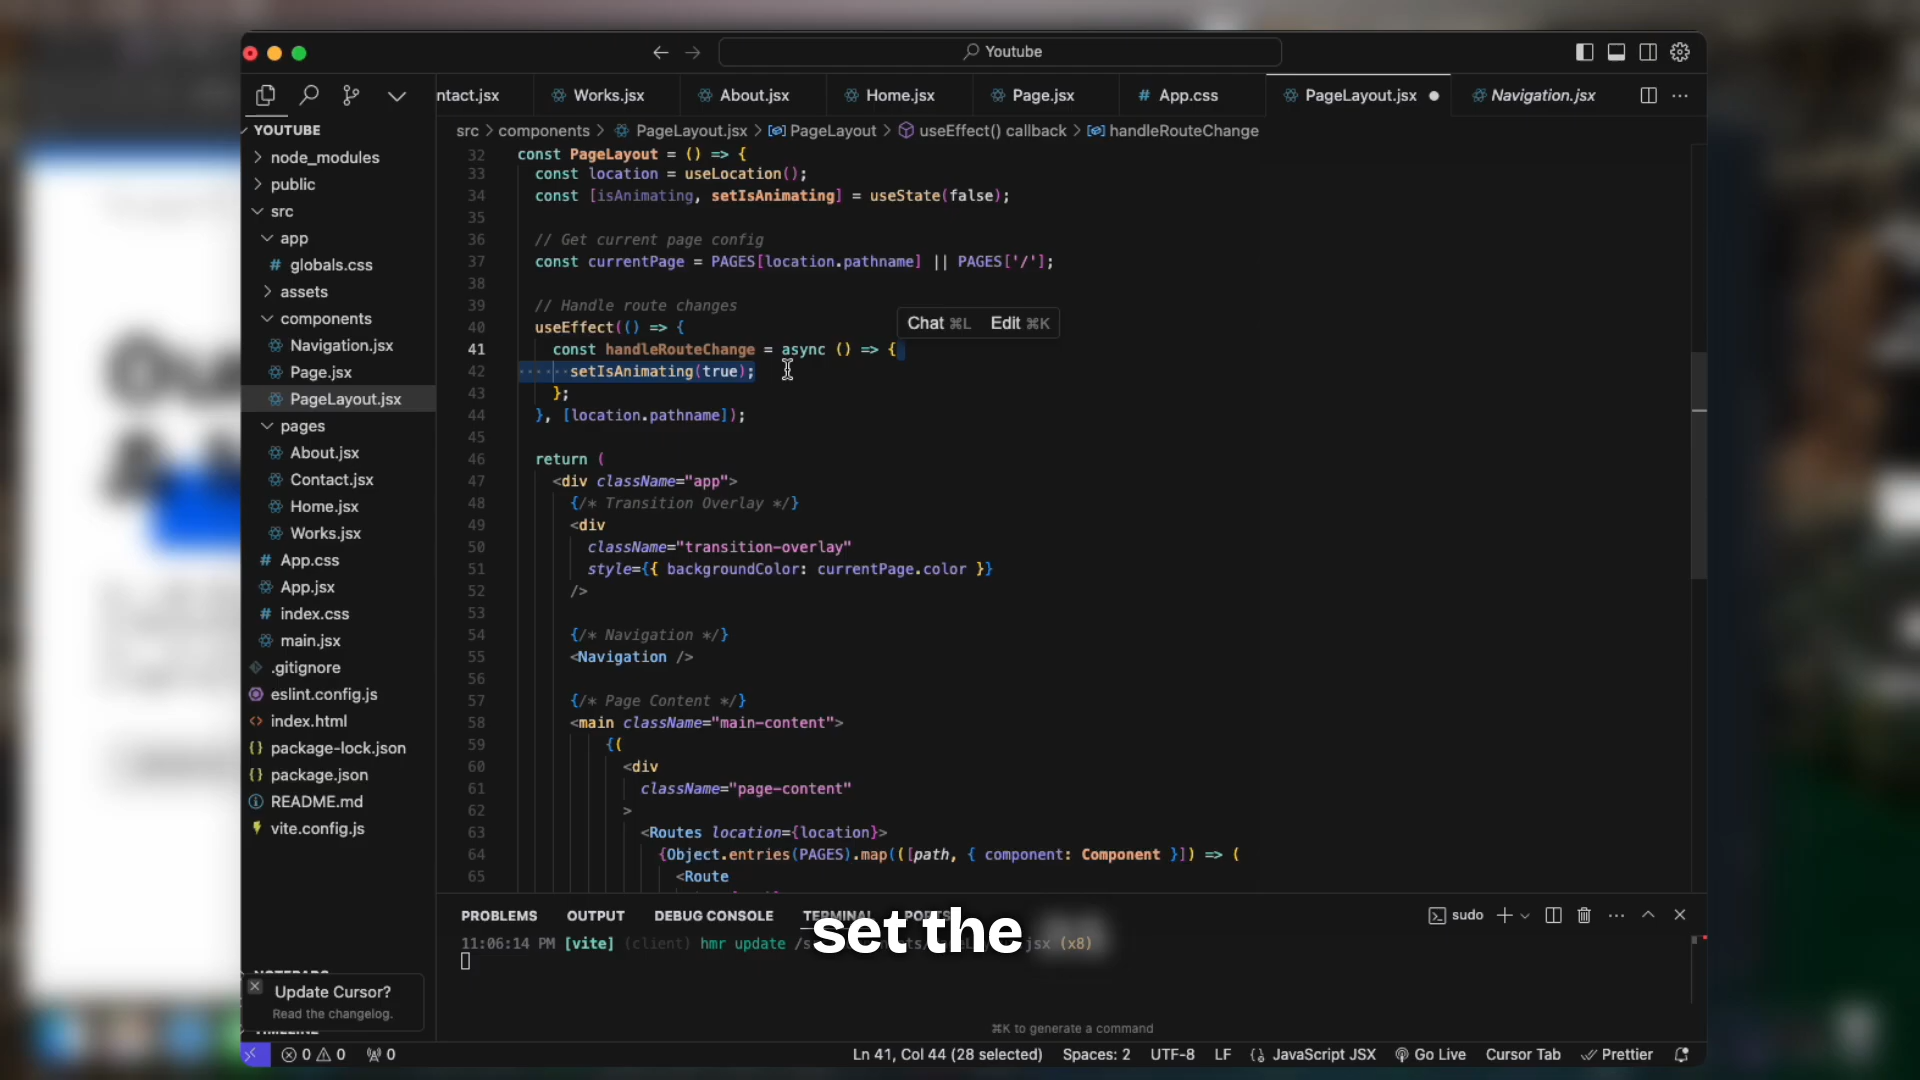 Youtube
ntact.jsx Works.jsx About.jsx Home.jsx Page.jsx # App.css PageLayout.jsx Navigation.jsx
src > components > PageLayout.jsx > PageLayout > useEffect() callback > handleRouteChange
YOUTUBE
node_modules
public
src
app
# globals.css
assets
components
Navigation.jsx
Page.jsx
PageLayout.jsx
pages
About.jsx
Contact.jsx
Home.jsx
Works.jsx
# App.css
App.jsx
# index.css
main.jsx
.gitignore
eslint.config.js
<> index.html
{} package-lock.json
{} package.json
README.md
vite.config.js
Update Cursor?
Read the changelog.
32 const PageLayout = () => {
33 const location = useLocation();
34 const [isAnimating, setIsAnimating] = useState(false);
35
36 // Get current page config
37 const currentPage = PAGES[location.pathname] || PAGES['/'];
38
39 // Handle route changes
Chat ⌘L Edit ⌘K
40 useEffect(() => {
41 const handleRouteChange = async () => {
42 setIsAnimating(true);
43 };
44 }, [location.pathname]);
45
46 return (
47 <div className="app">
48 {/* Transition Overlay */}
49 <div
50 className="transition-overlay"
51 style={{ backgroundColor: currentPage.color }}
52 />
53
54 {/* Navigation */}
55 <Navigation />
56
57 {/* Page Content */}
58 <main className="main-content">
59 {(
60 <div
61 className="page-content"
62 >
63 <Routes location={location}>
64 {Object.entries(PAGES).map(([path, { component: Component }]) => (
65 <Route
PROBLEMS OUTPUT DEBUG CONSOLE TERMINAL PORTS sudo
set the
11:06:14 PM [vite] (client) hmr update /s jsx (x8)
⌘K to generate a command
0 0 0 Ln 41, Col 44 (28 selected) Spaces: 2 UTF-8 LF {} JavaScript JSX Go Live Cursor Tab Prettier